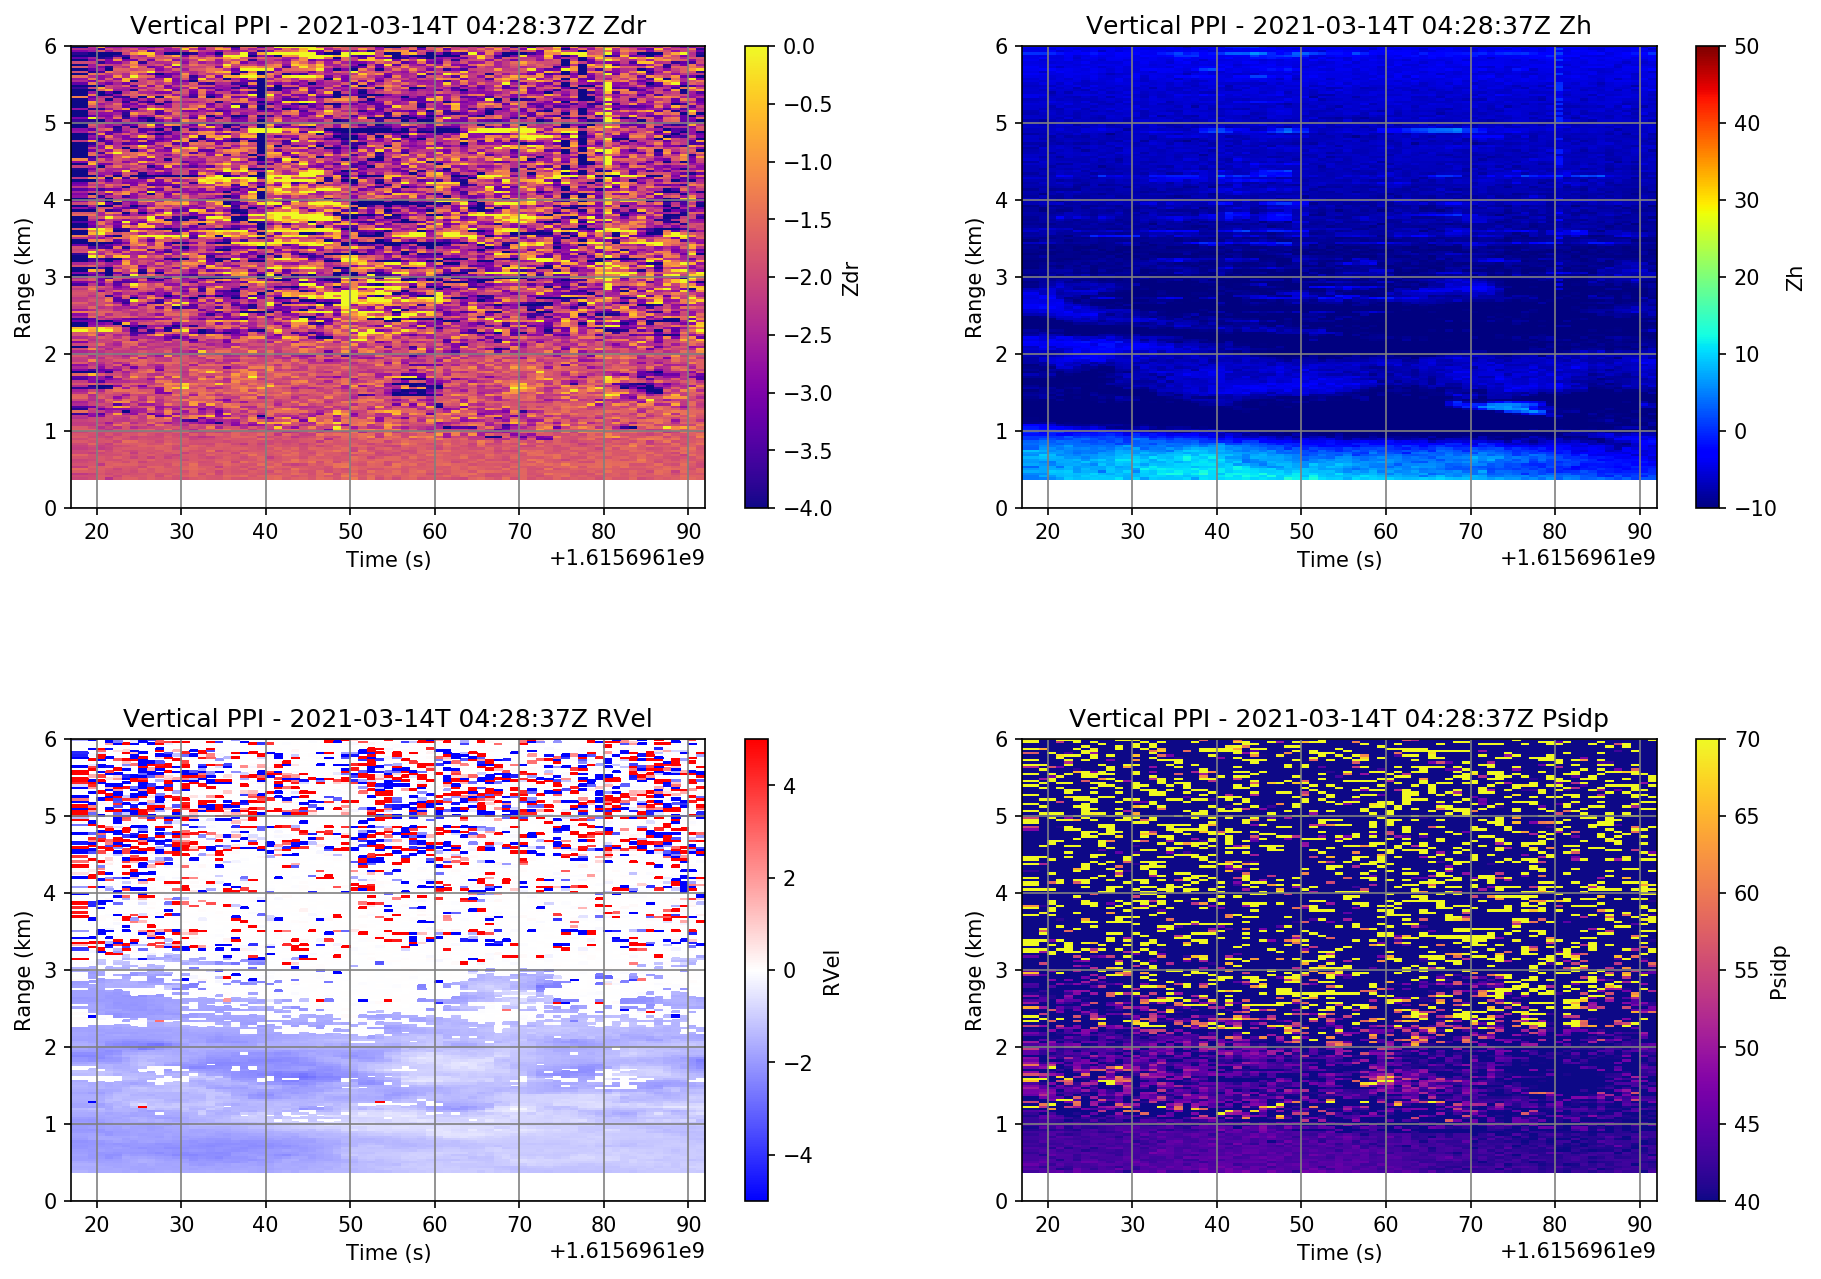 Vertical PPI - 2021-03-14T 04:28:37Z Zdr
6
5
4
3
2
1
0
Range (km)
20 30 40 50 60 70 80 90
Time (s)
+1.6156961e9
0.0
−0.5
−1.0
−1.5
−2.0
−2.5
−3.0
−3.5
−4.0
Zdr
Vertical PPI - 2021-03-14T 04:28:37Z Zh
6
5
4
3
2
1
0
Range (km)
20 30 40 50 60 70 80 90
Time (s)
+1.6156961e9
50
40
30
20
10
0
−10
Zh
Vertical PPI - 2021-03-14T 04:28:37Z RVel
6
5
4
3
2
1
0
Range (km)
20 30 40 50 60 70 80 90
Time (s)
+1.6156961e9
4
2
0
−2
−4
RVel
Vertical PPI - 2021-03-14T 04:28:37Z Psidp
6
5
4
3
2
1
0
Range (km)
20 30 40 50 60 70 80 90
Time (s)
+1.6156961e9
70
65
60
55
50
45
40
Psidp